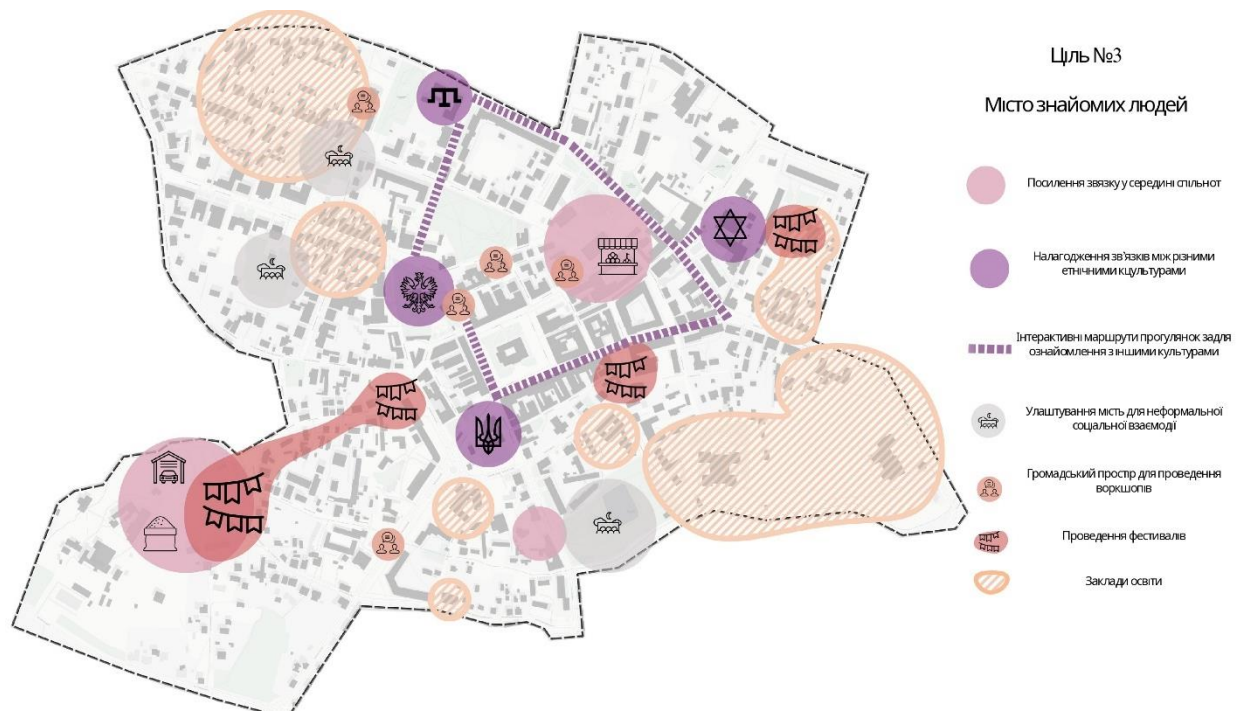 Ціль №3
Місто знайомих людей
Посилення звязку у середині спільнот
Налагодження зв'язків між різними
етнічними кцультурами
Інтерактивні маршрути прогулянок задля
ознайомлення з іншими культурами
Улаштування мість для неформальної
соціальної взаємодії
Громадський простір для проведення
воркшопів
Проведення фестивалів
Заклади освіти